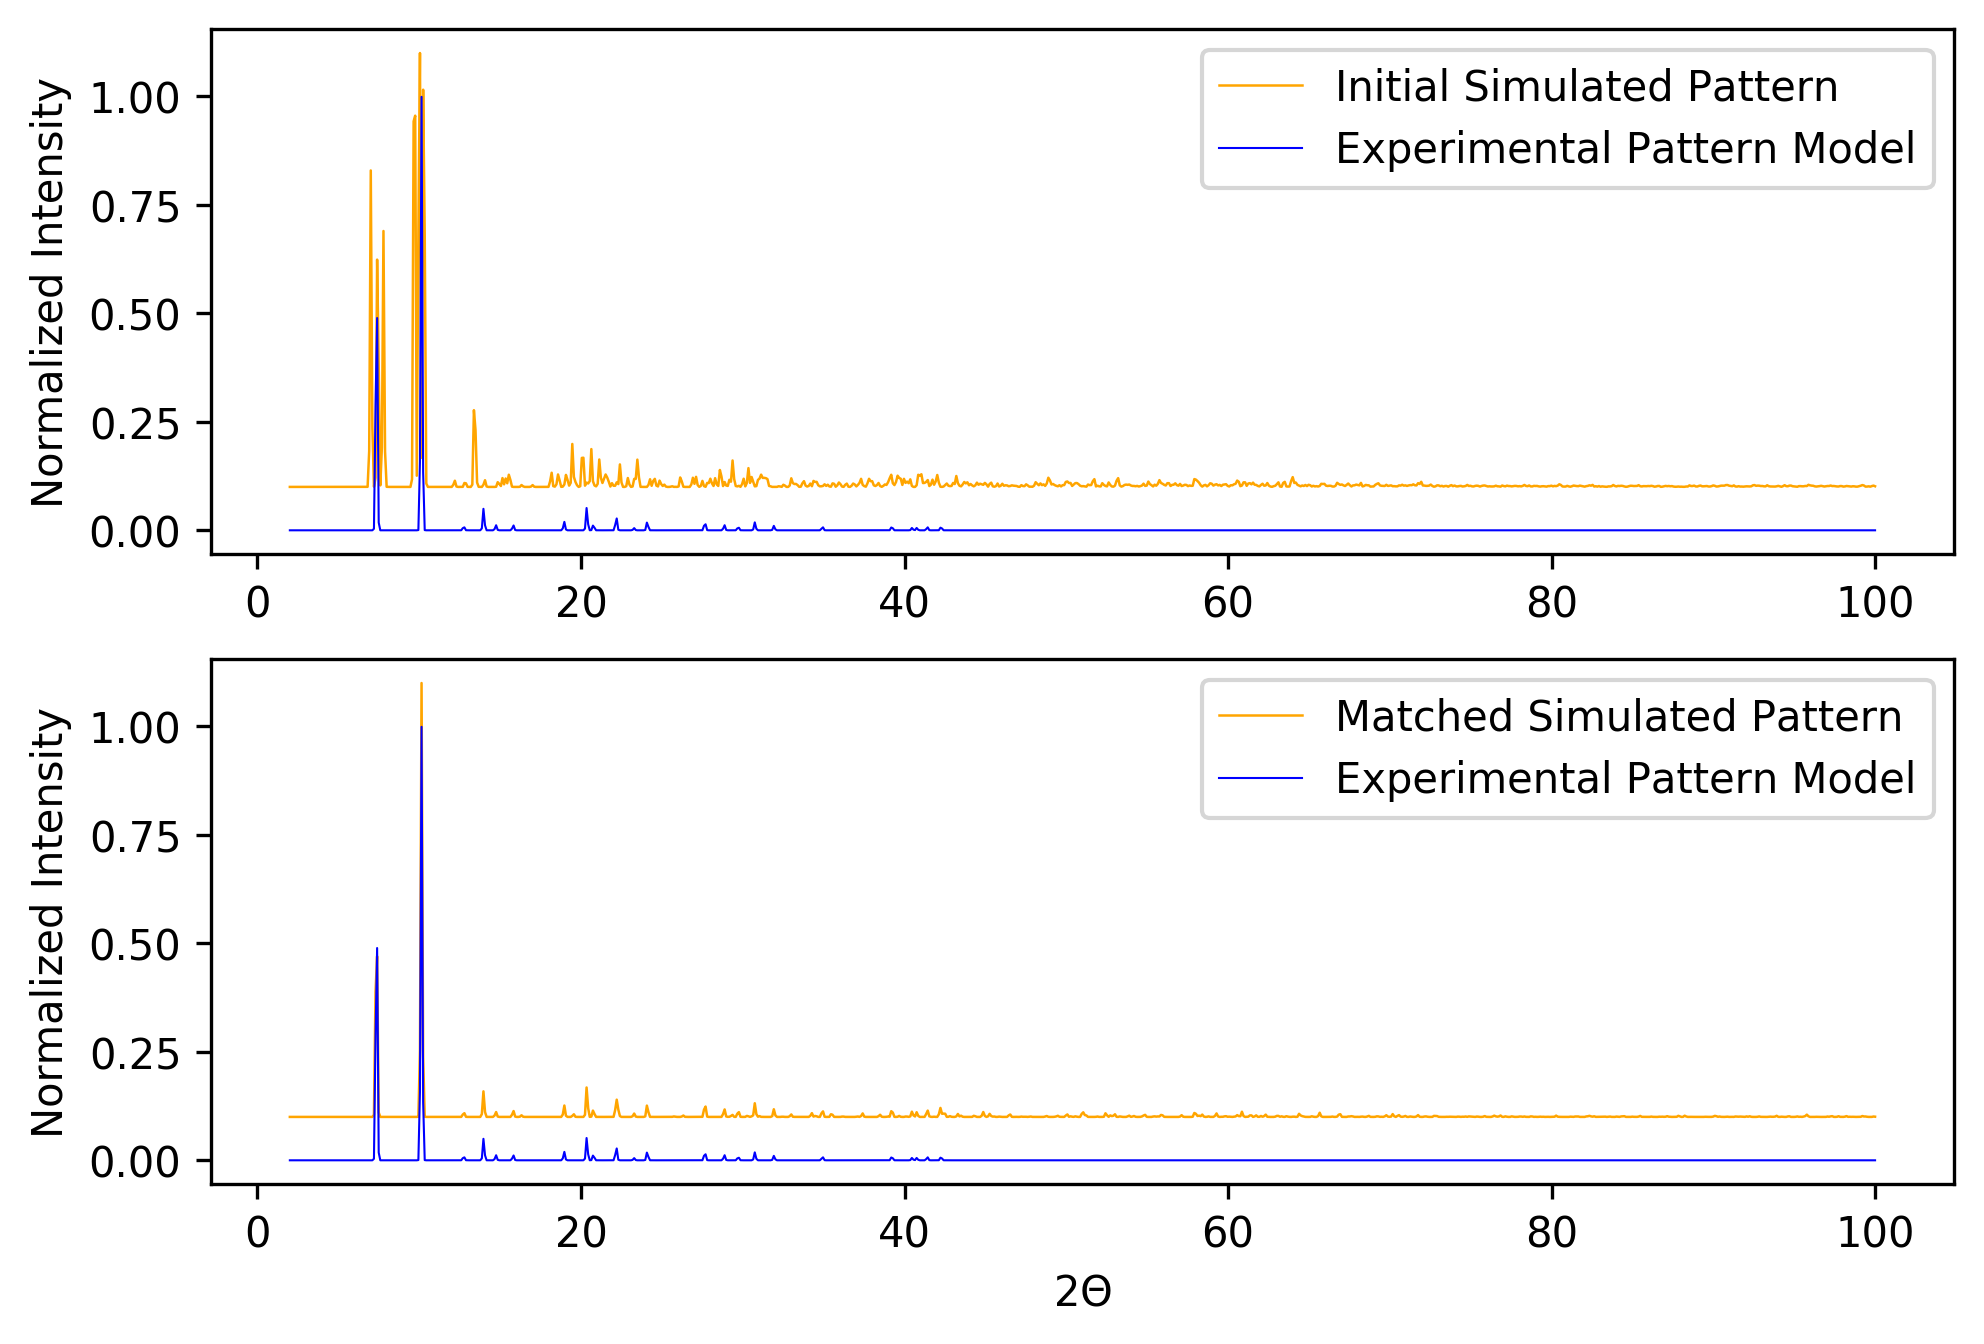 Normalized Intensity
1.00
0.75
0.50
0.25
0.00
Initial Simulated Pattern
Experimental Pattern Model
0 20 40 60 80 100
Normalized Intensity
1.00
0.75
0.50
0.25
0.00
Matched Simulated Pattern
Experimental Pattern Model
0 20 40 60 80 100
2Θ